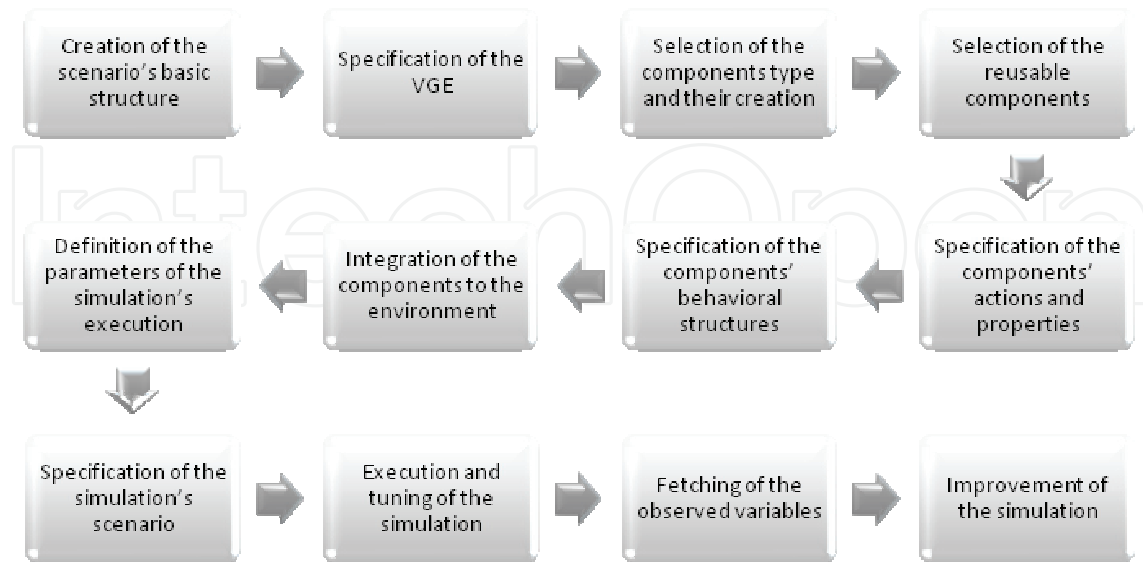 Creation of the
scenario's basic
structure
Specification of the
VGE
Selection of the
components type
and their creation
Selection of the
reusable
components
Specification of the
components'
actions and
properties
Specification of the
components'
behavioral
structures
Integration of the
components to the
environment
Definition of the
parameters of the
simulation's
execution
Specification of the
simulation's
scenario
Execution and
tuning of the
simulation
Fetching of the
observed variables
Improvement of
the simulation
IntechOpen